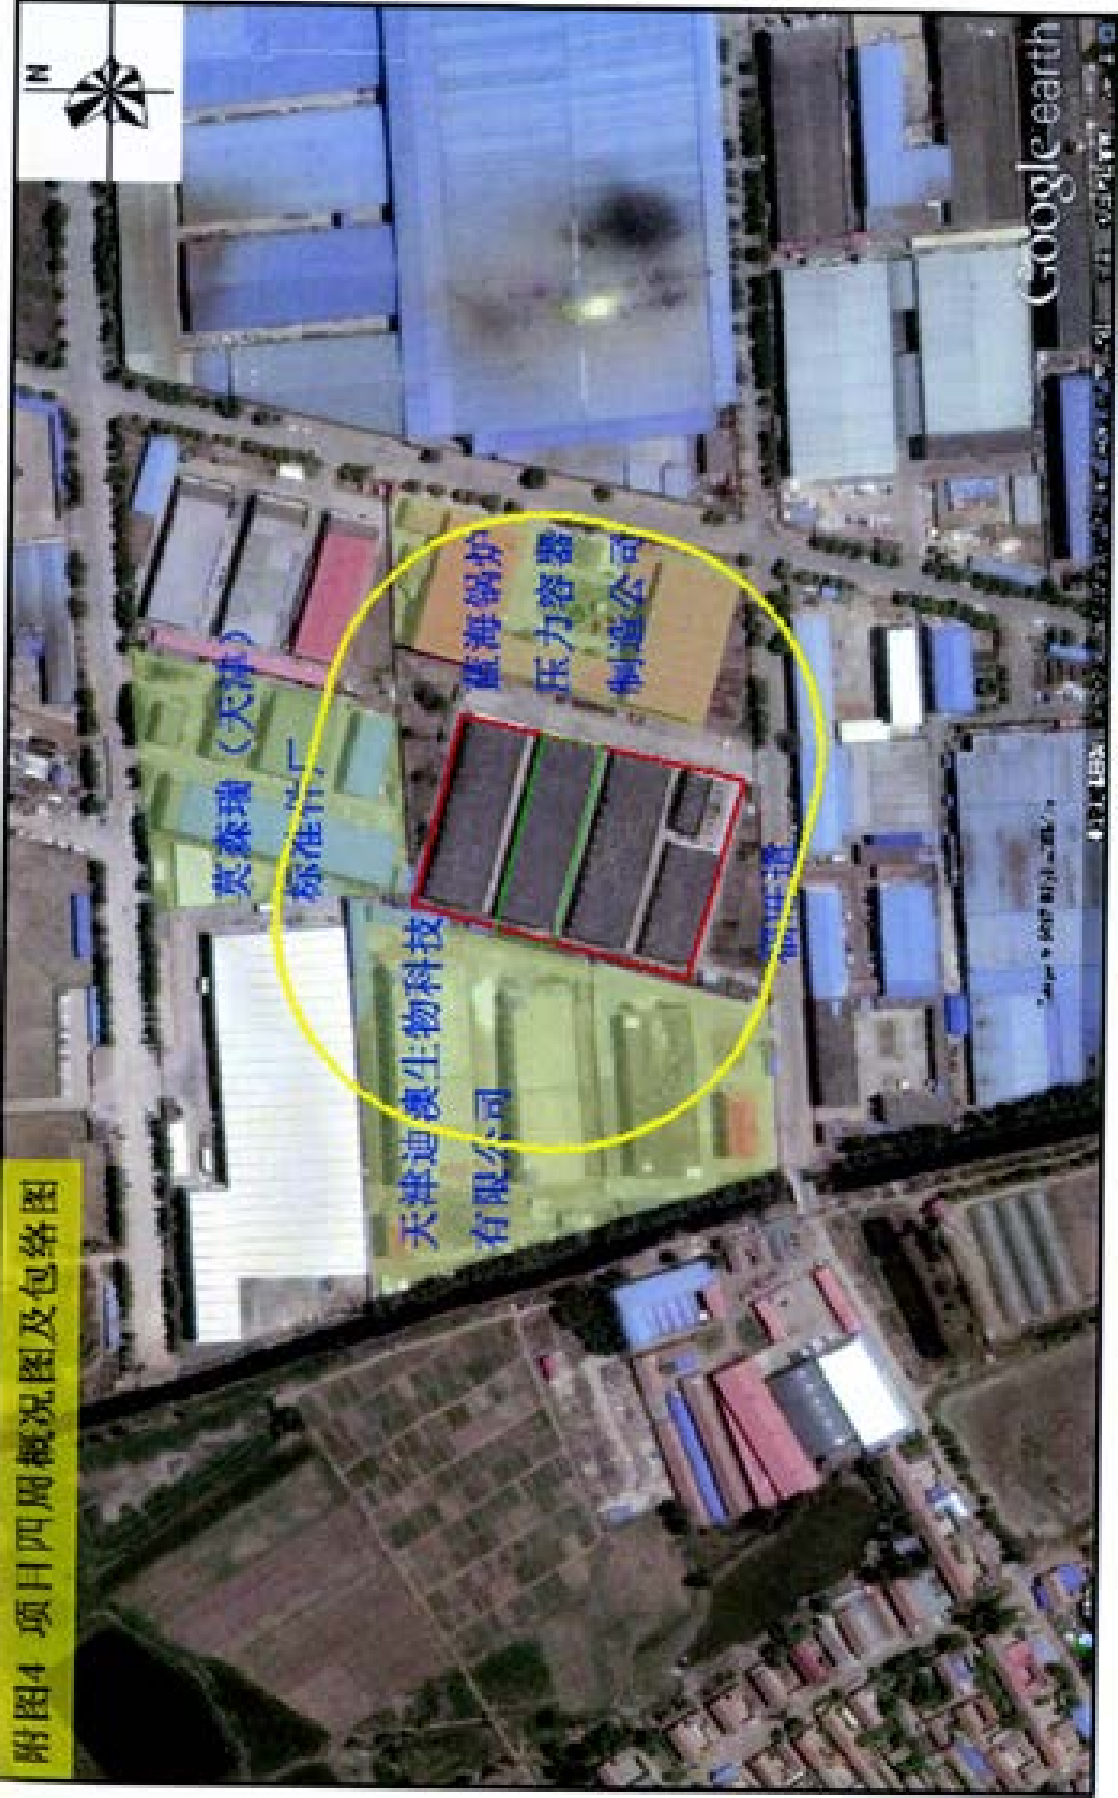 附图4 项目四周概况图及包络图
N
莫森瑞（天津）
标准件厂
蓝海锅炉
压力容器
制造公司
天津迪澳生物科技
有限公司
Google earth